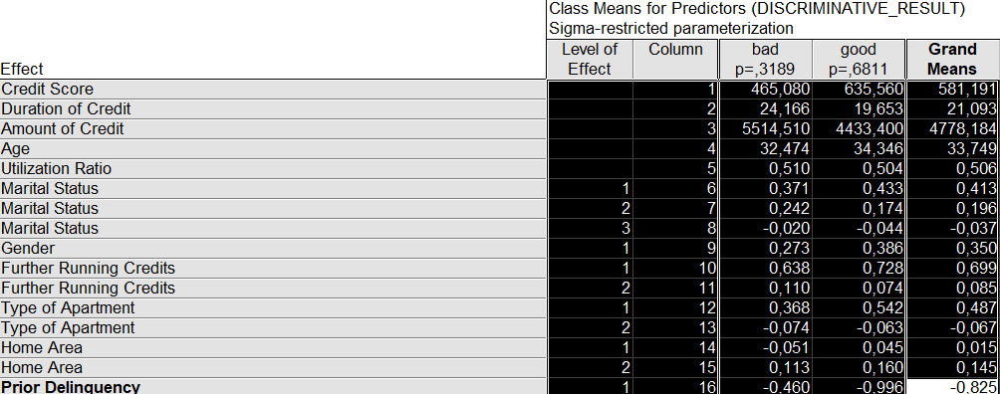 Class Means for Predictors (DISCRIMINATIVE_RESULT)
Sigma-restricted parameterization
Level of Column bad good Grand
Effect Effect p=,3189 p=,6811 Means
Credit Score 1 465,080 635,560 581,191
Duration of Credit 2 24,166 19,653 21,093
Amount of Credit 3 5514,510 4433,400 4778,184
Age 4 32,474 34,346 33,749
Utilization Ratio 5 0,510 0,504 0,506
Marital Status 1 6 0,371 0,433 0,413
Marital Status 2 7 0,242 0,174 0,196
Marital Status 3 8 -0,020 -0,044 -0,037
Gender 1 9 0,273 0,386 0,350
Further Running Credits 1 10 0,638 0,728 0,699
Further Running Credits 2 11 0,110 0,074 0,085
Type of Apartment 1 12 0,368 0,542 0,487
Type of Apartment 2 13 -0,074 -0,063 -0,067
Home Area 1 14 -0,051 0,045 0,015
Home Area 2 15 0,113 0,160 0,145
Prior Delinquency 1 16 -0,460 -0,996 -0,825